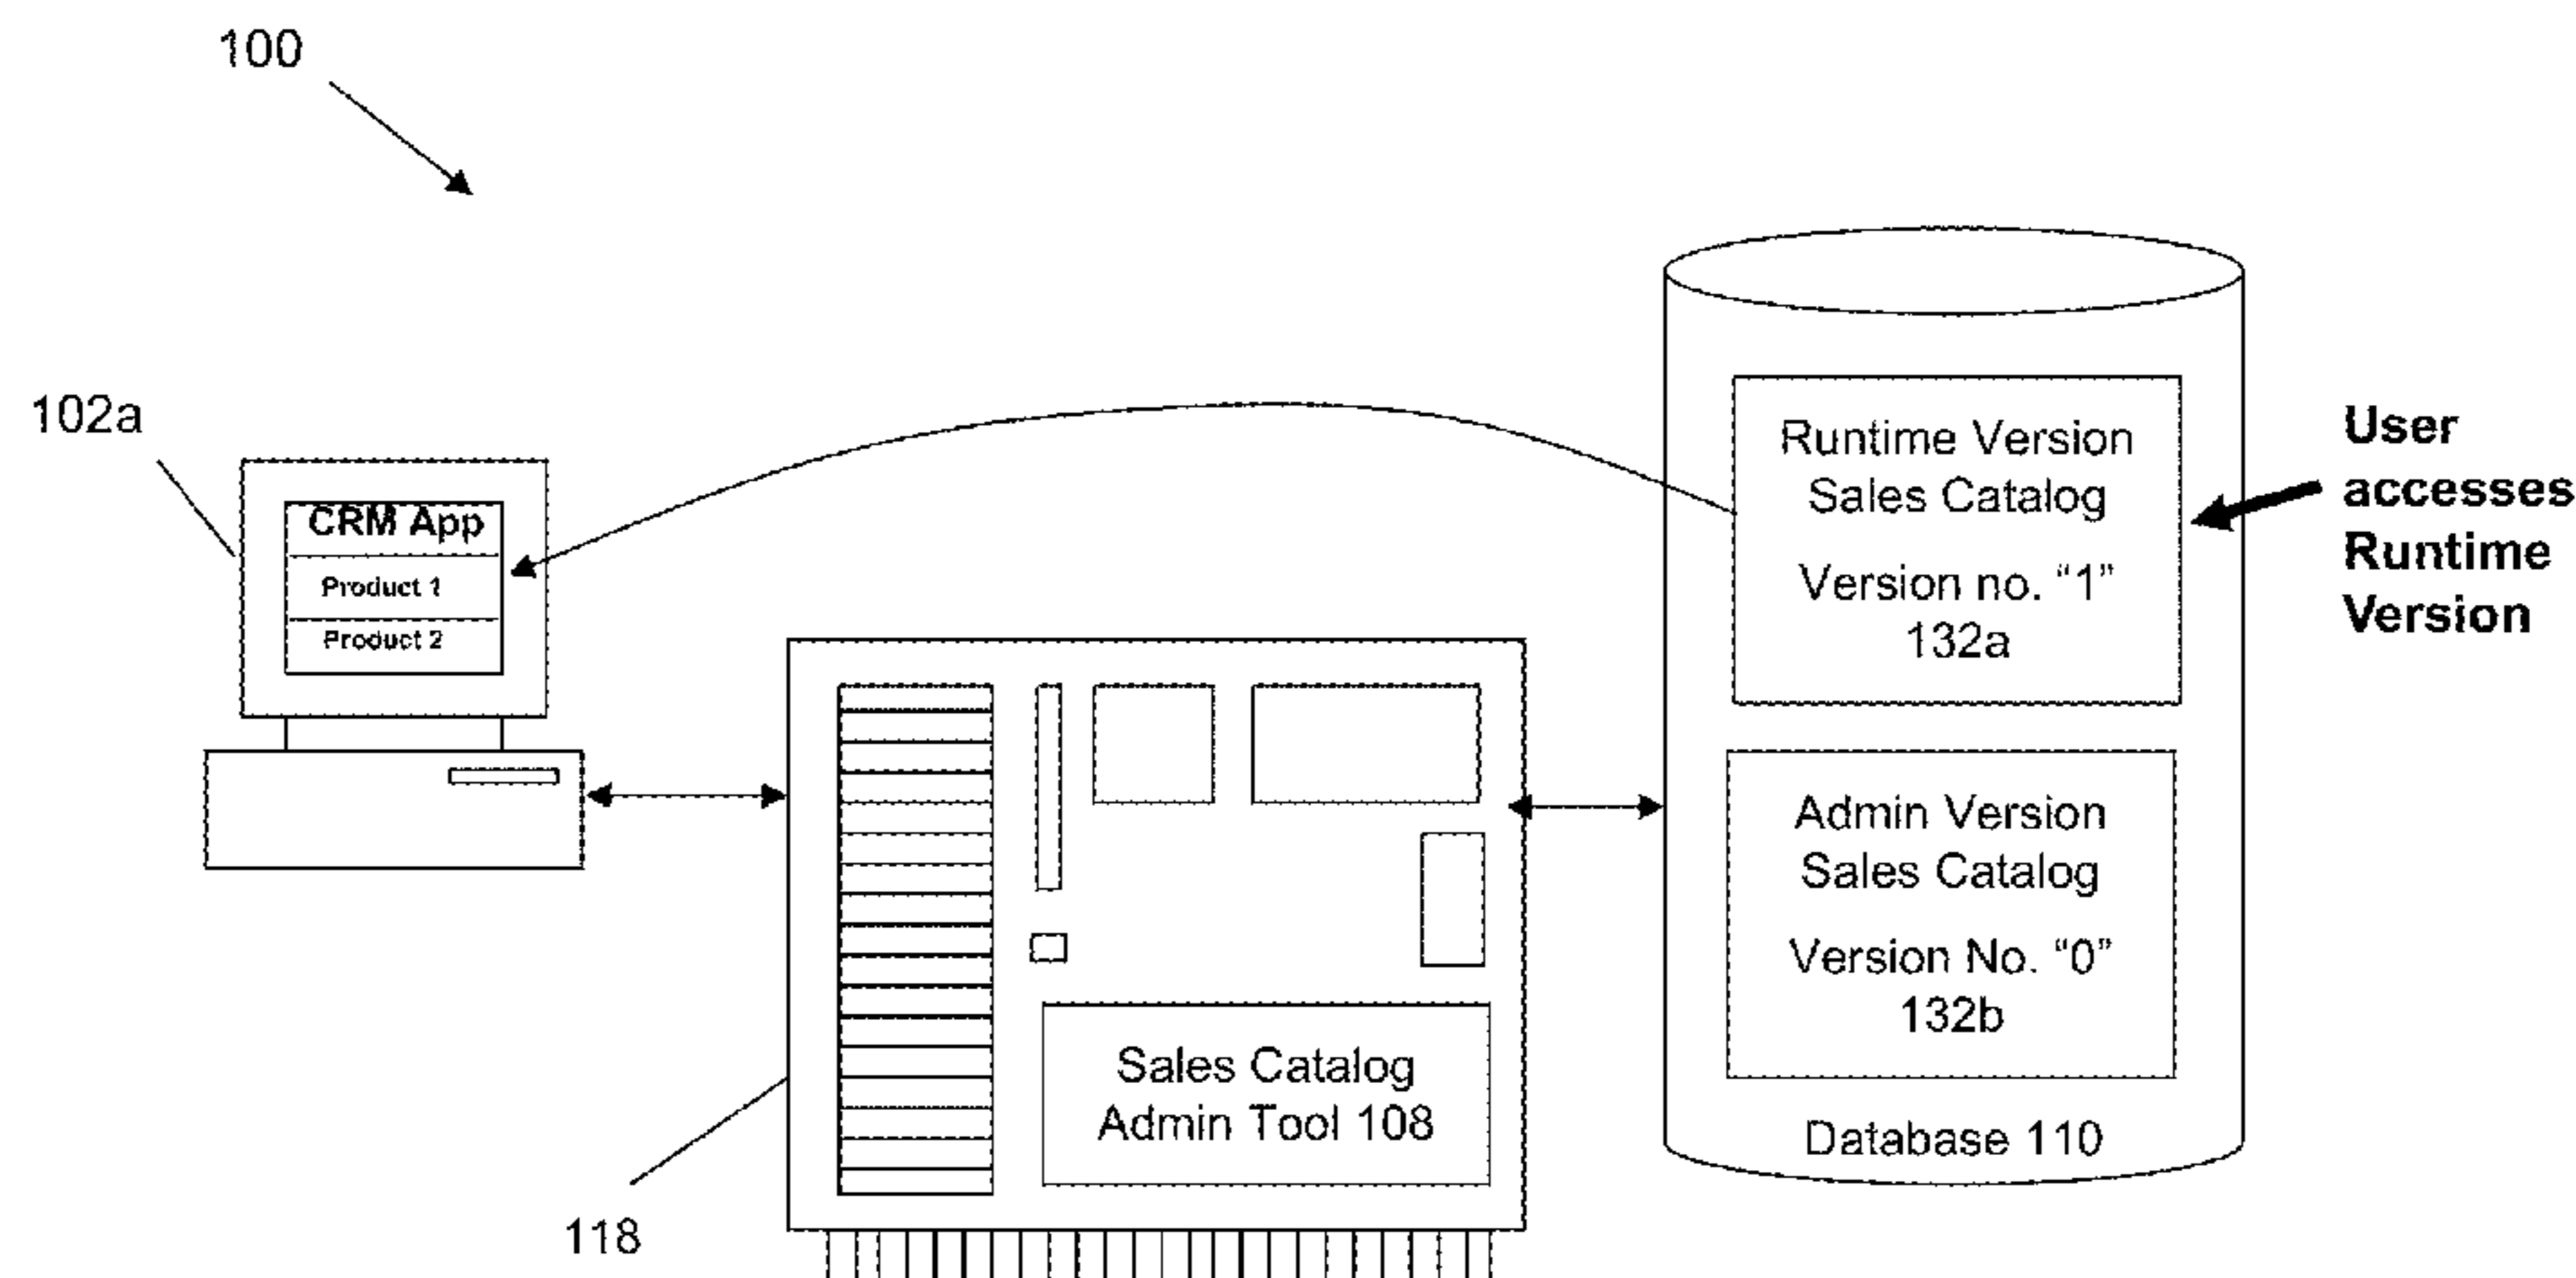 100
102a
CRM App
Product 1
Product 2
Runtime Version
Sales Catalog
Version no. “1”
132a
User
accesses
Runtime
Version
Admin Version
Sales Catalog
Version No. “0”
132b
Database 110
Sales Catalog
Admin Tool 108
118